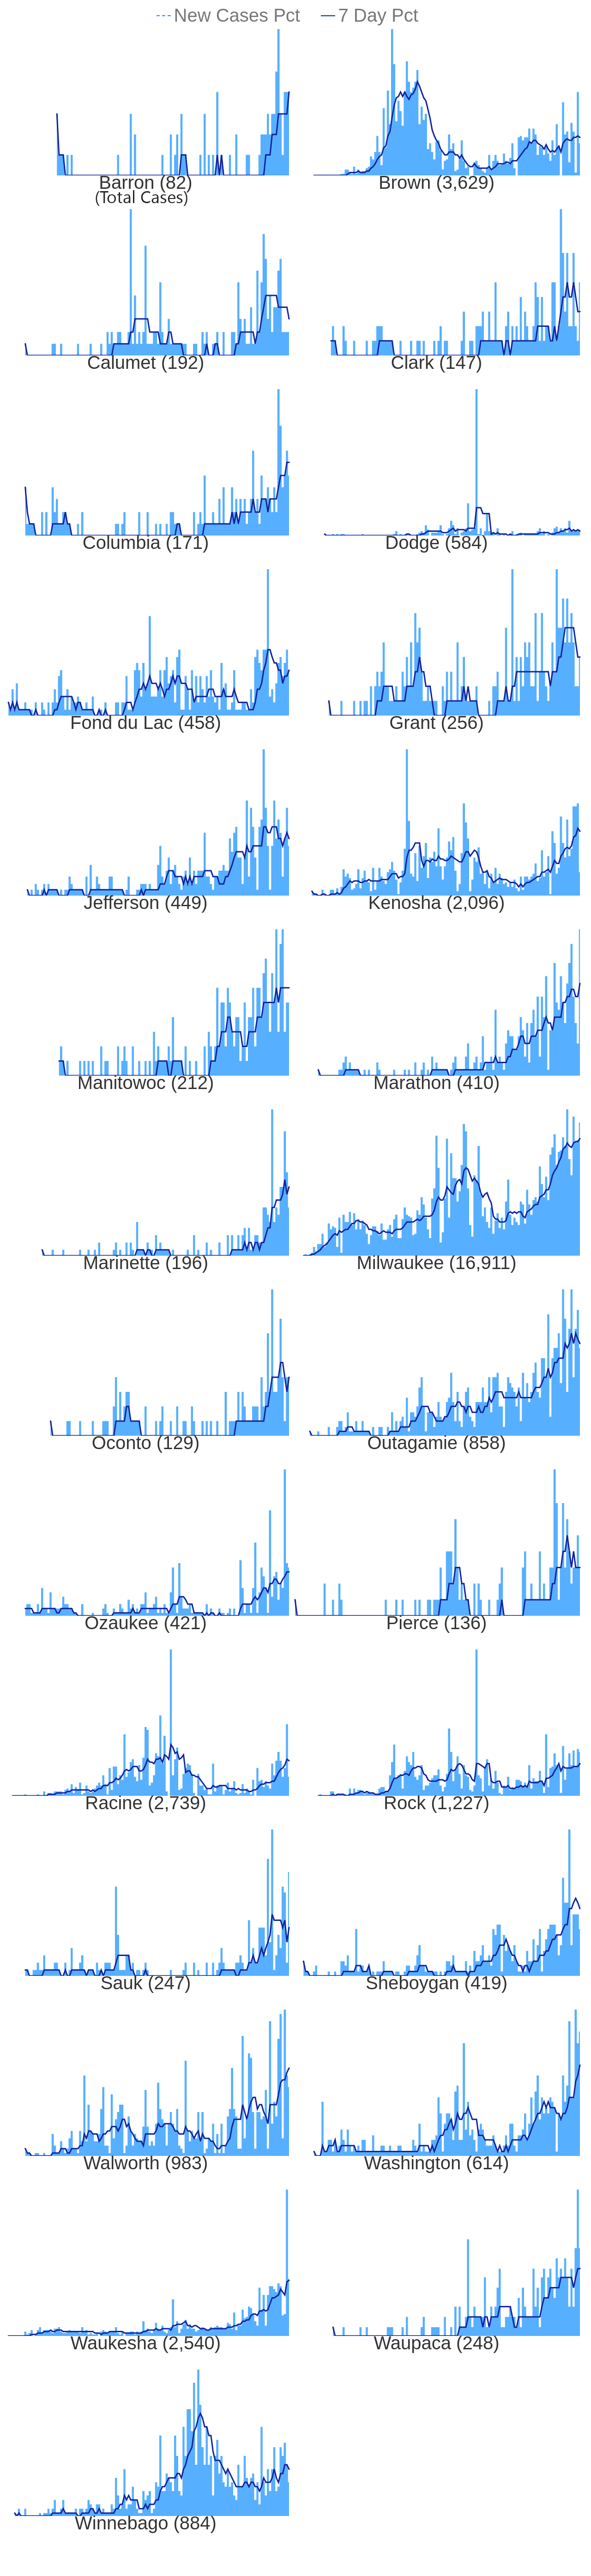 New Cases Pct 7 Day Pct
Barron (82) Brown (3,629)
(Total Cases)
Calumet (192) Clark (147)
Columbia (171) Dodge (584)
Fond du Lac (458) Grant (256)
Jefferson (449) Kenosha (2,096)
Manitowoc (212) Marathon (410)
Marinette (196) Milwaukee (16,911)
Oconto (129) Outagamie (858)
Ozaukee (421) Pierce (136)
Racine (2,739) Rock (1,227)
Sauk (247) Sheboygan (419)
Walworth (983) Washington (614)
Waukesha (2,540) Waupaca (248)
Winnebago (884)